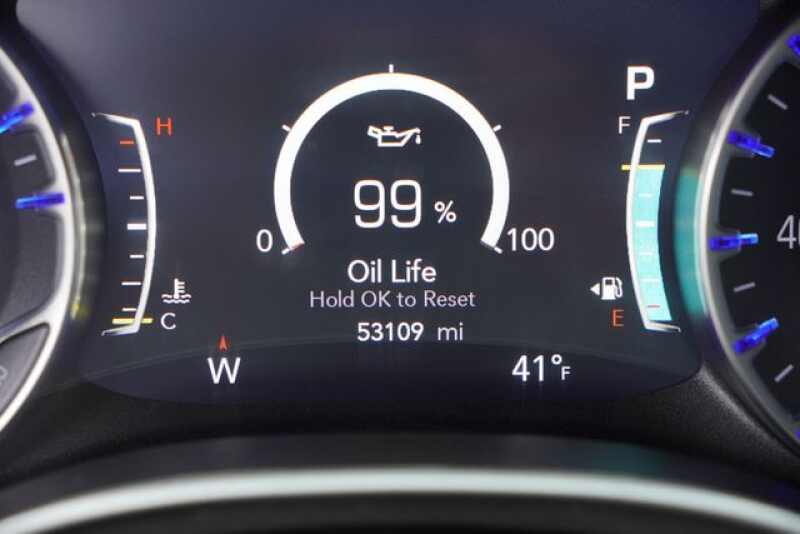 P
H
F
99 %
0
100
Oil Life
Hold OK to Reset
C
E
53109 mi
W
41°F